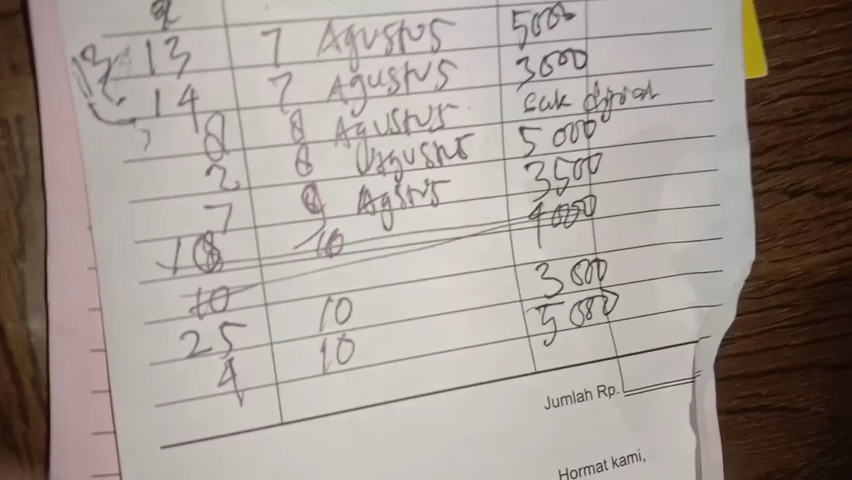 13 13 7 Agustus 5000
14 7 Agustus 3000
8 8 Agustus
2 8 Agustus 5000
7 9 Agustus 3500
18 10 4000
10
25 10 3000
4 10 5000
Jumlah Rp.
Hormat kami,